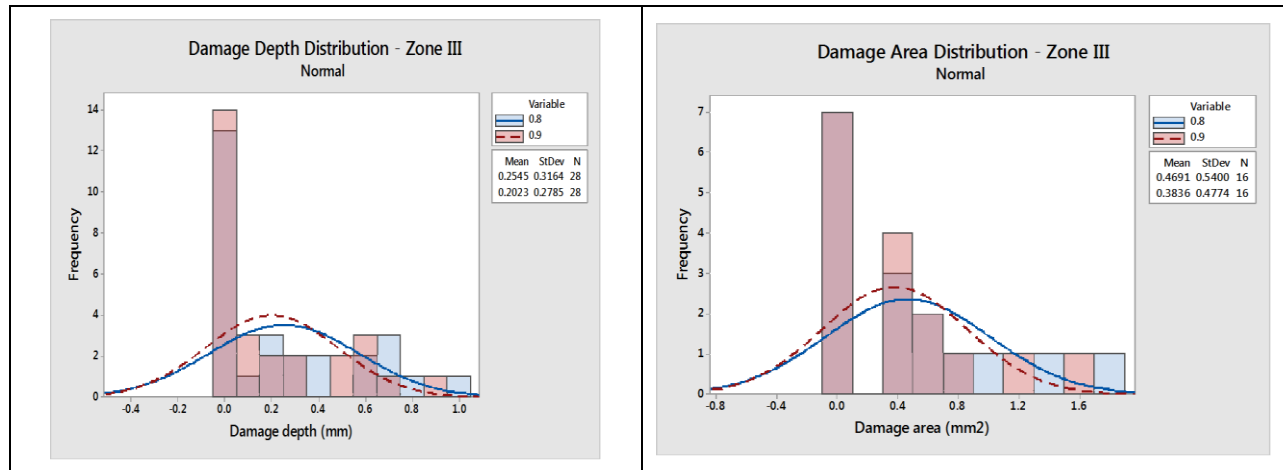 Damage Depth Distribution - Zone III
Normal
14
12
10
8
6
4
2
0
Frequency
-0.4 -0.2 0.0 0.2 0.4 0.6 0.8 1.0
Damage depth (mm)
Variable
0.8
0.9
Mean StDev N
0.2545 0.3164 28
0.2023 0.2785 28
Damage Area Distribution - Zone III
Normal
7
6
5
4
3
2
1
0
Frequency
-0.8 -0.4 0.0 0.4 0.8 1.2 1.6
Damage area (mm2)
Variable
0.8
0.9
Mean StDev N
0.4691 0.5400 16
0.3836 0.4774 16